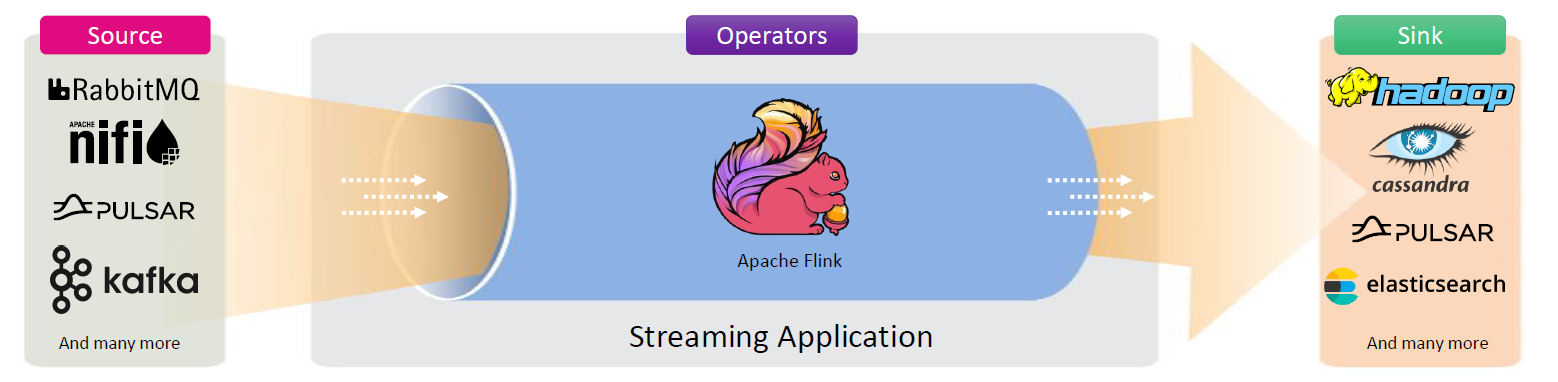 Source
RabbitMQ
APACHE
nifi
PULSAR
kafka
And many more
Operators
Apache Flink
Streaming Application
Sink
hadoop
cassandra
PULSAR
elasticsearch
And many more